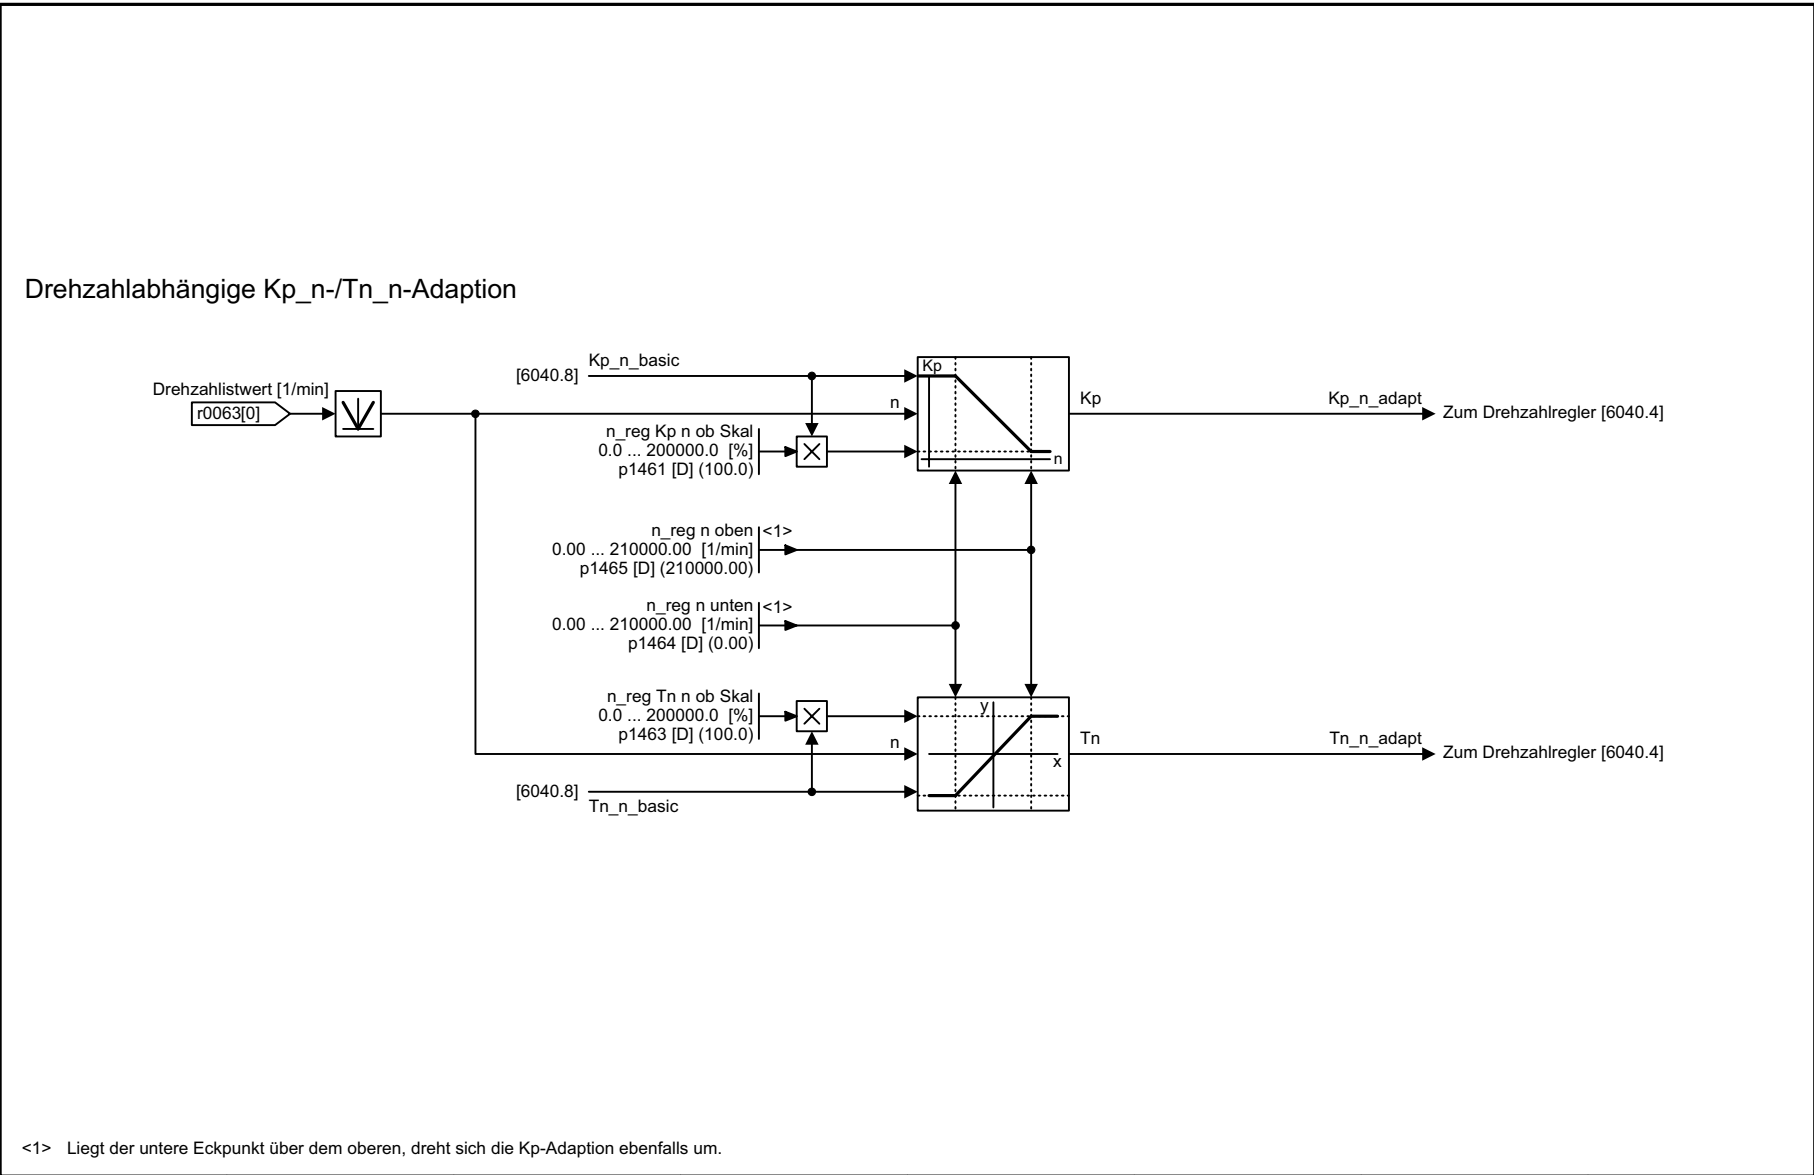 Drehzahlabhängige Kp_n-/Tn_n-Adaption
Drehzahlistwert [1/min]
r0063[0]
[6040.8]
Kp_n_basic
n
n_reg Kp n ob Skal
0.0 ... 200000.0 [%]
p1461 [D] (100.0)
Kp
n
Kp
Kp_n_adapt
Zum Drehzahlregler [6040.4]
n_reg n oben
<1>
0.00 ... 210000.00 [1/min]
p1465 [D] (210000.00)
n_reg n unten
<1>
0.00 ... 210000.00 [1/min]
p1464 [D] (0.00)
n_reg Tn n ob Skal
0.0 ... 200000.0 [%]
p1463 [D] (100.0)
n
[6040.8]
Tn_n_basic
y
x
Tn
Tn_n_adapt
Zum Drehzahlregler [6040.4]
<1> Liegt der untere Eckpunkt über dem oberen, dreht sich die Kp-Adaption ebenfalls um.